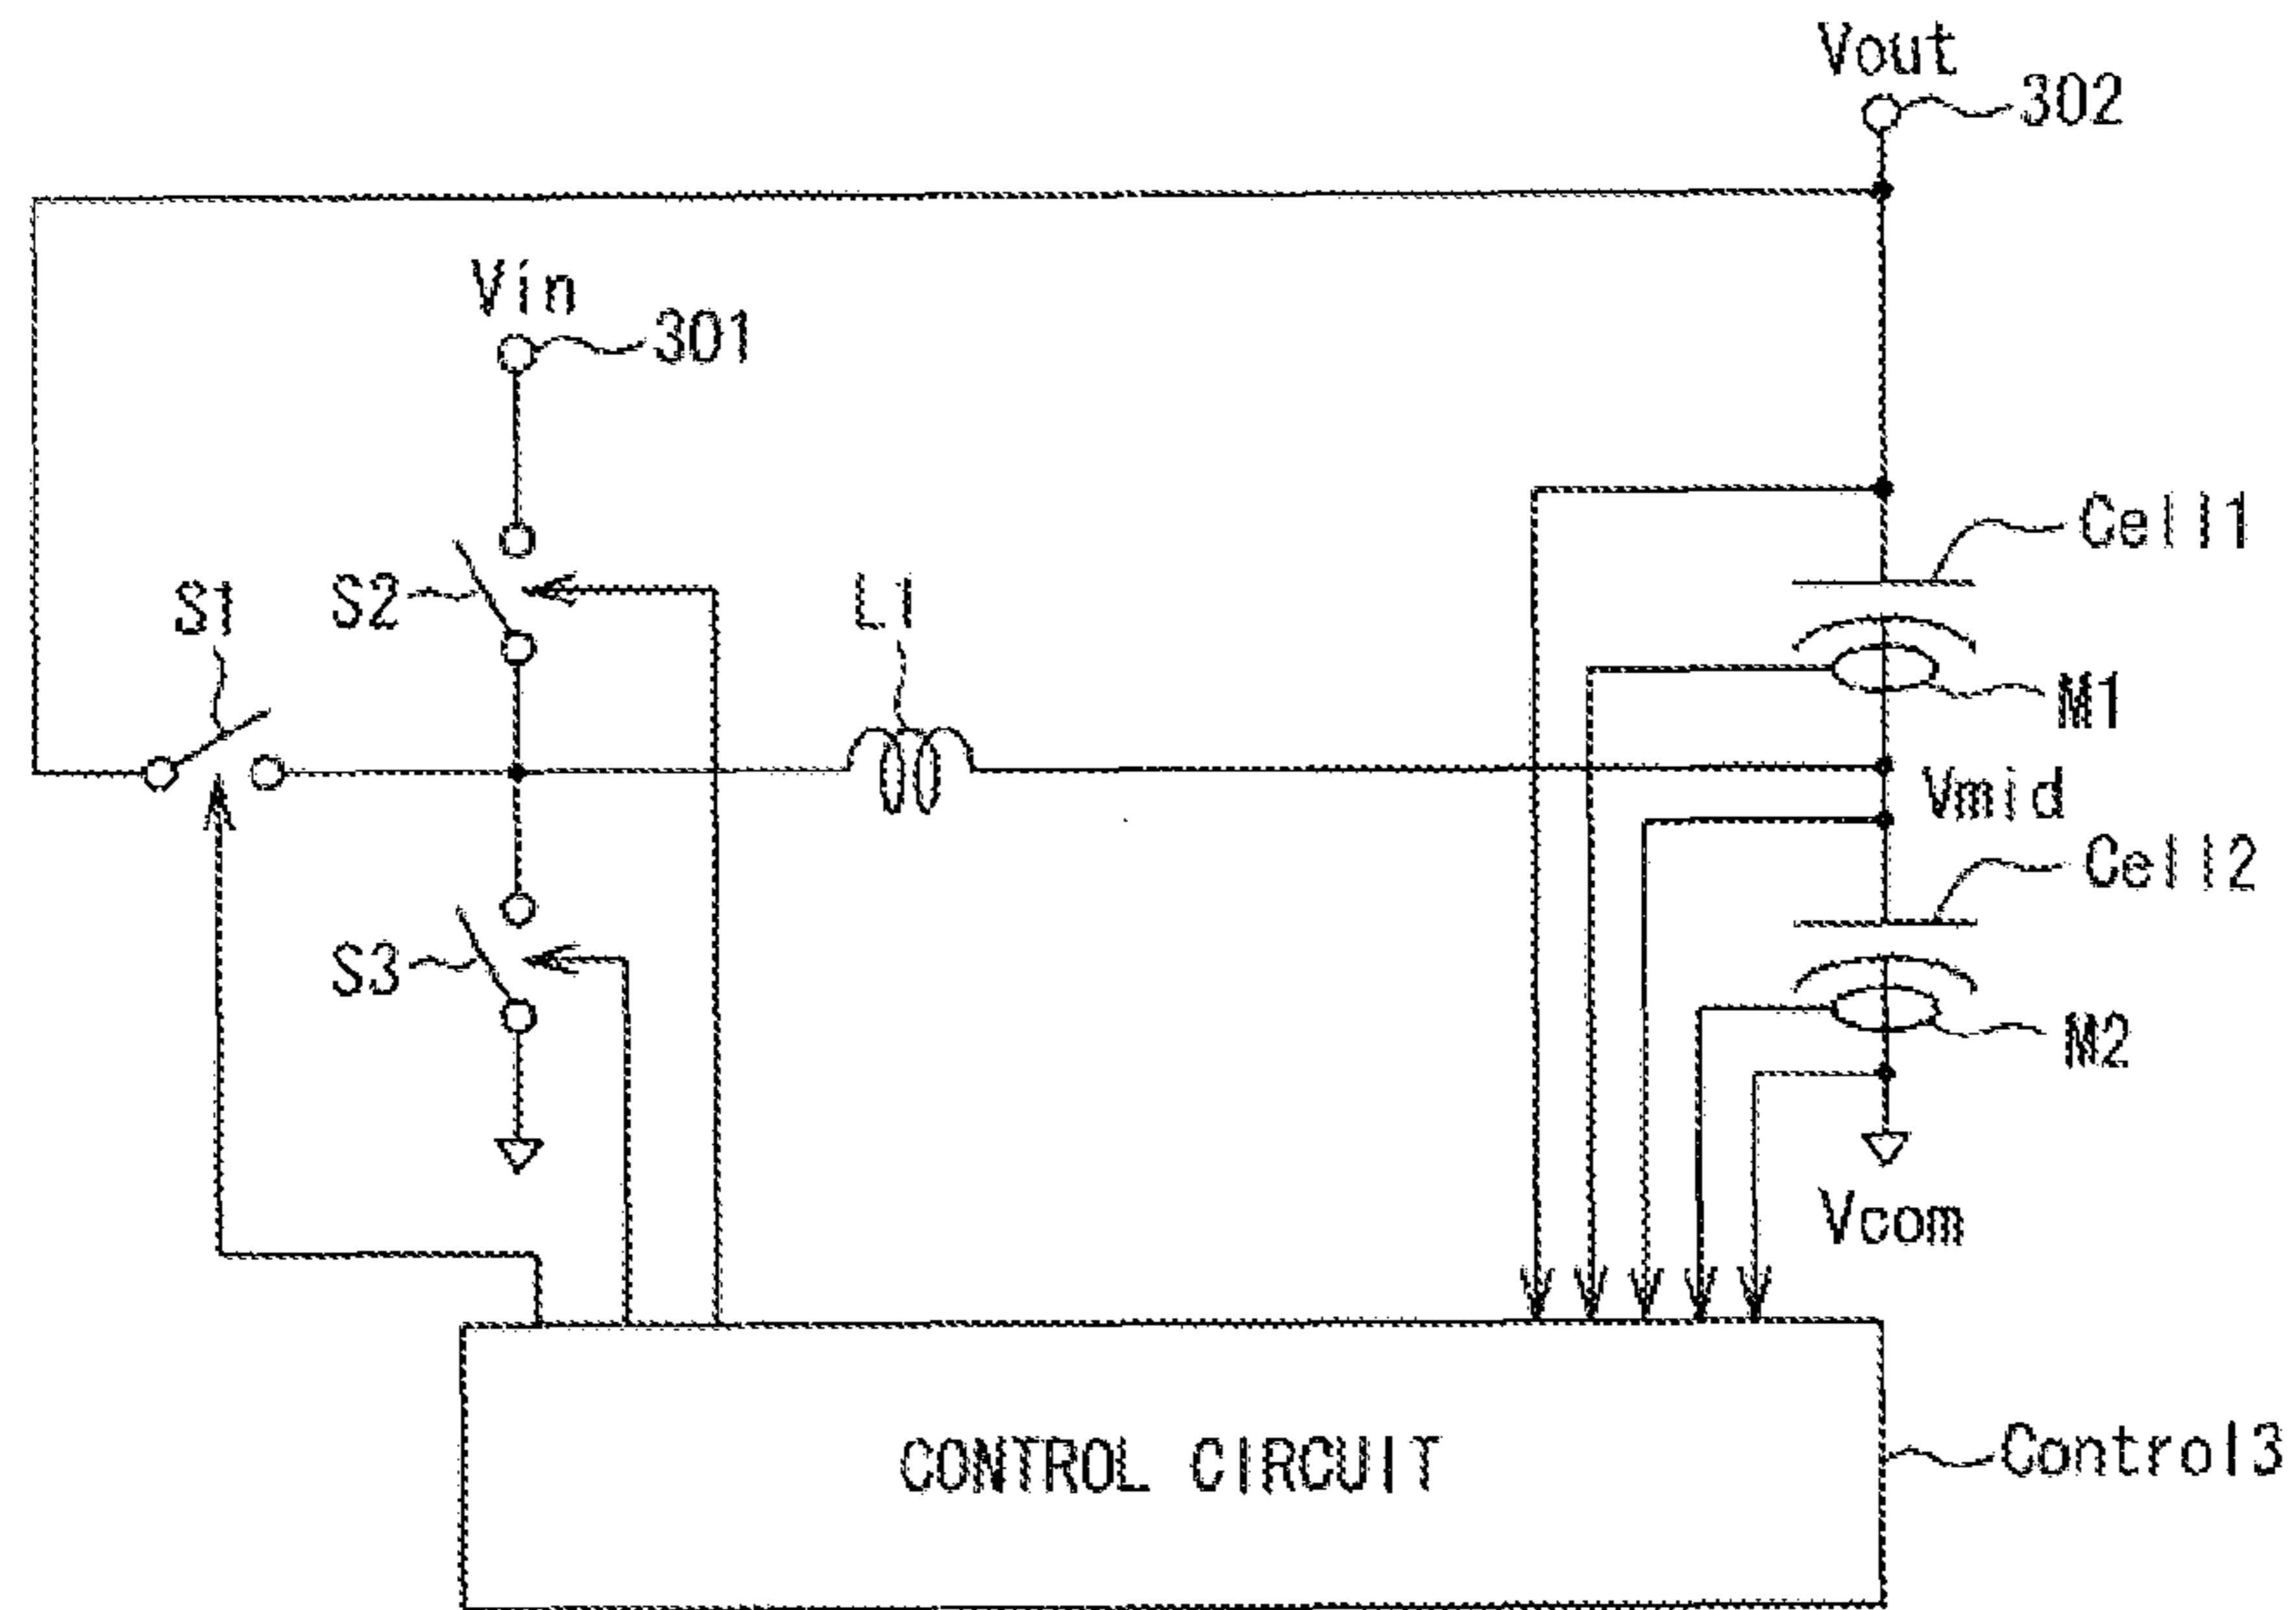 Vout
302
Vin
301
Cell1
S1
S2
L1
M1
Vmid
Cell2
S3
M2
Vcom
CONTROL CIRCUIT
Control3